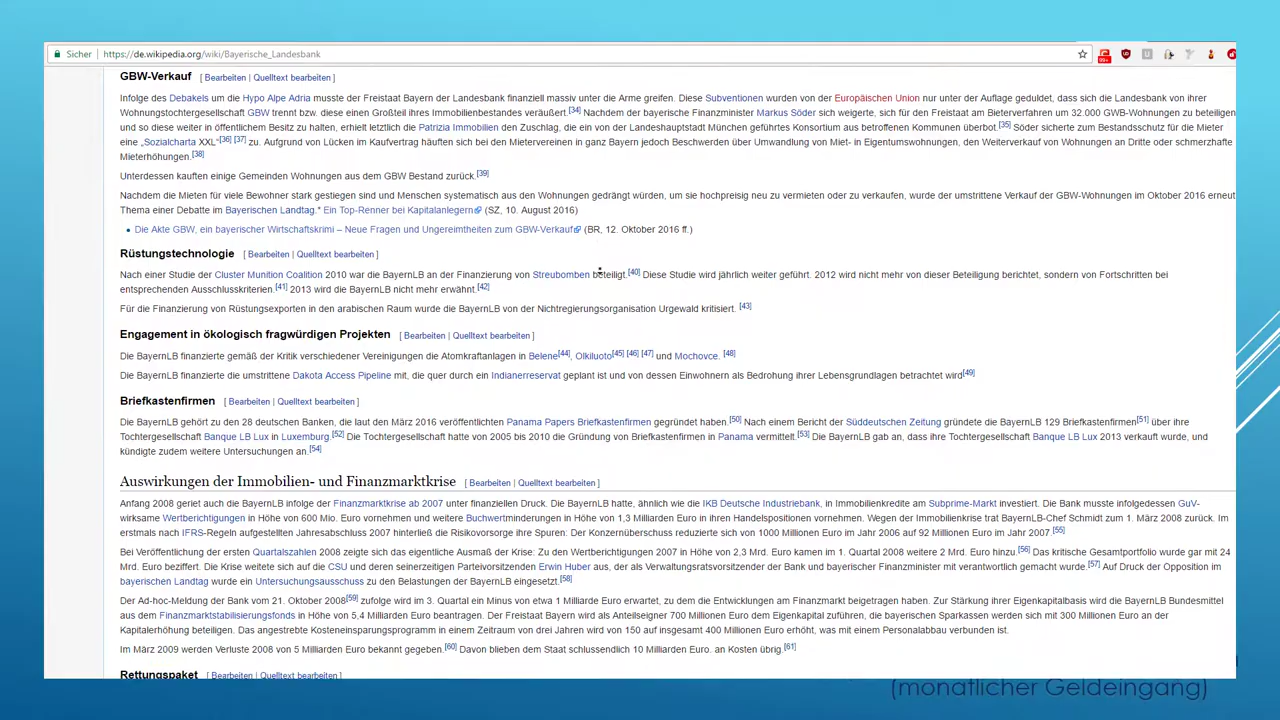 Sicher https://de.wikipedia.org/wiki/Bayerische_Landesbank
GBW-Verkauf [ Bearbeiten | Quelltext bearbeiten ]
Infolge des Debakels um die Hypo Alpe Adria musste der Freistaat Bayern der Landesbank finanziell massiv unter die Arme greifen. Diese Subventionen wurden von der Europäischen Union nur unter der Auflage geduldet, dass sich die Landesbank von ihrer
Wohnungstochtergesellschaft GBW trennt bzw. diese einen Großteil ihres Immobilienbestandes veräußert.[34] Nachdem der bayerische Finanzminister Markus Söder sich weigerte, sich für den Freistaat am Bieterverfahren um 32.000 GWB-Wohnungen zu beteiligen
und so diese weiter in öffentlichem Besitz zu halten, erhielt letztlich die Patrizia Immobilien den Zuschlag, die ein von der Landeshauptstadt München geführtes Konsortium aus betroffenen Kommunen überbot.[35] Söder sicherte zum Bestandsschutz für die Mieter
eine „Sozialcharta XXL"[36] [37] zu. Aufgrund von Lücken im Kaufvertrag häuften sich bei den Mietervereinen in ganz Bayern jedoch Beschwerden über Umwandlung von Miet- in Eigentumswohnungen, den Weiterverkauf von Wohnungen an Dritte oder schmerzhafte
Mieterhöhungen.[38]
Unterdessen kauften einige Gemeinden Wohnungen aus dem GBW Bestand zurück.[39]
Nachdem die Mieten für viele Bewohner stark gestiegen sind und Menschen systematisch aus den Wohnungen gedrängt würden, um sie hochpreisig neu zu vermieten oder zu verkaufen, wurde der umstrittene Verkauf der GBW-Wohnungen im Oktober 2016 erneut
Thema einer Debatte im Bayerischen Landtag.* Ein Top-Renner bei Kapitalanlegern (SZ, 10. August 2016)
• Die Akte GBW, ein bayerischer Wirtschaftskrimi – Neue Fragen und Ungereimtheiten zum GBW-Verkauf (BR, 12. Oktober 2016 ff.)
Rüstungstechnologie [ Bearbeiten | Quelltext bearbeiten ]
Nach einer Studie der Cluster Munition Coalition 2010 war die BayernLB an der Finanzierung von Streubomben beteiligt.[40] Diese Studie wird jährlich weiter geführt. 2012 wird nicht mehr von dieser Beteiligung berichtet, sondern von Fortschritten bei
entsprechenden Ausschlusskriterien.[41] 2013 wird die BayernLB nicht mehr erwähnt.[42]
Für die Finanzierung von Rüstungsexporten in den arabischen Raum wurde die BayernLB von der Nichtregierungsorganisation Urgewald kritisiert. [43]
Engagement in ökologisch fragwürdigen Projekten [ Bearbeiten | Quelltext bearbeiten ]
Die BayernLB finanzierte gemäß der Kritik verschiedener Vereinigungen die Atomkraftanlagen in Belene[44], Olkiluoto[45] [46] [47] und Mochovce. [48]
Die BayernLB finanzierte die umstrittene Dakota Access Pipeline mit, die quer durch ein Indianerreservat geplant ist und von dessen Einwohnern als Bedrohung ihrer Lebensgrundlagen betrachtet wird[49]
Briefkastenfirmen [ Bearbeiten | Quelltext bearbeiten ]
Die BayernLB gehört zu den 28 deutschen Banken, die laut den März 2016 veröffentlichten Panama Papers Briefkastenfirmen gegründet haben.[50] Nach einem Bericht der Süddeutschen Zeitung gründete die BayernLB 129 Briefkastenfirmen[51] über ihre
Tochtergesellschaft Banque LB Lux in Luxemburg.[52] Die Tochtergesellschaft hatte von 2005 bis 2010 die Gründung von Briefkastenfirmen in Panama vermittelt.[53] Die BayernLB gab an, dass ihre Tochtergesellschaft Banque LB Lux 2013 verkauft wurde, und
kündigte zudem weitere Untersuchungen an.[54]
Auswirkungen der Immobilien- und Finanzmarktkrise [ Bearbeiten | Quelltext bearbeiten ]
Anfang 2008 geriet auch die BayernLB infolge der Finanzmarktkrise ab 2007 unter finanziellen Druck. Die BayernLB hatte, ähnlich wie die IKB Deutsche Industriebank, in Immobilienkredite am Subprime-Markt investiert. Die Bank musste infolgedessen GuV-
wirksame Wertberichtigungen in Höhe von 600 Mio. Euro vornehmen und weitere Buchwertminderungen in Höhe von 1,3 Milliarden Euro in ihren Handelspositionen vornehmen. Wegen der Immobilienkrise trat BayernLB-Chef Schmidt zum 1. März 2008 zurück. Im
erstmals nach IFRS-Regeln aufgestellten Jahresabschluss 2007 hinterließ die Risikovorsorge ihre Spuren: Der Konzernüberschuss reduzierte sich von 1000 Millionen Euro im Jahre 2006 auf 92 Millionen Euro im Jahr 2007.[55]
Bei Veröffentlichung der ersten Quartalszahlen 2008 zeigte sich das eigentliche Ausmaß der Krise: Zu den Wertberichtigungen 2007 in Höhe von 2,3 Mrd. Euro kamen im 1. Quartal 2008 weitere 2 Mrd. Euro hinzu.[56] Das kritische Gesamtportfolio wurde gar mit 24
Mrd. Euro beziffert. Die Krise weitete sich auf die CSU und deren seinerzeitigen Parteivorsitzenden Erwin Huber aus, der als Verwaltungsratsvorsitzender der Bank und bayerischer Finanzminister mit verantwortlich gemacht wurde.[57] Auf Druck der Opposition im
bayerischen Landtag wurde ein Untersuchungsausschuss zu den Belastungen der BayernLB eingesetzt.[58]
Der Ad-hoc-Meldung der Bank vom 21. Oktober 2008[59] zufolge wird im 3. Quartal ein Minus von etwa 1 Milliarde Euro erwartet, zu dem die Entwicklungen am Finanzmarkt beigetragen haben. Zur Stärkung ihrer Eigenkapitalbasis wird die BayernLB Bundesmittel
aus dem Finanzmarktstabilisierungsfonds in Höhe von 5,4 Milliarden Euro beantragen. Der Freistaat Bayern wird als Anteilseigner 700 Millionen Euro dem Eigenkapital zuführen, die bayerischen Sparkassen werden sich mit 300 Millionen Euro an der
Kapitalerhöhung beteiligen. Das angestrebte Kosteneinsparungsprogramm in einem Zeitraum von drei Jahren wird von 150 auf insgesamt 400 Millionen Euro erhöht, was mit einem Personalabbau verbunden ist.
Im März 2009 werden Verluste 2008 von 5 Milliarden Euro bekannt gegeben.[60] Davon blieben dem Staat schlussendlich 10 Milliarden Euro. an Kosten übrig.[61]
Rettungspaket [ Bearbeiten | Quelltext bearbeiten ]
(monatlicher Geldeingang)